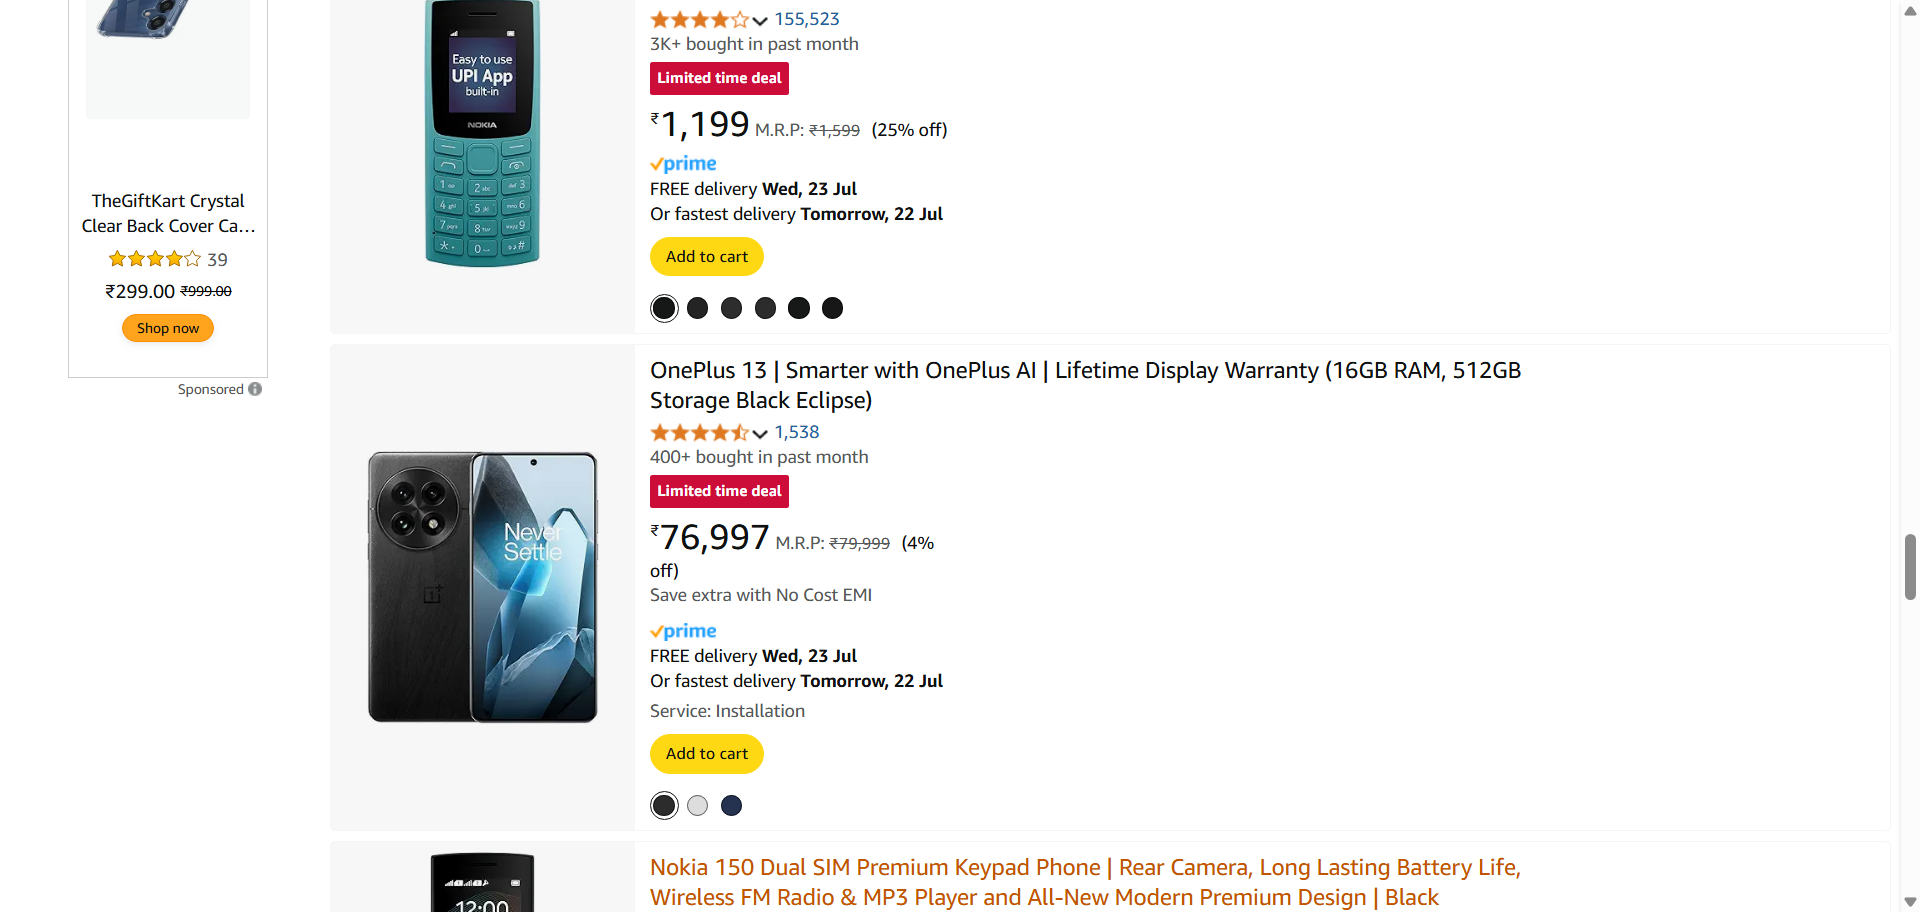 TheGiftKart Crystal
Clear Back Cover Ca...
39
₹299.00 ₹999.00
Shop now
Sponsored
Easy to use
UPI App
built-in
NOKIA
155,523
3K+ bought in past month
Limited time deal
₹1,199 M.R.P: ₹1,599 (25% off)
prime
FREE delivery Wed, 23 Jul
Or fastest delivery Tomorrow, 22 Jul
Add to cart
OnePlus 13 | Smarter with OnePlus AI | Lifetime Display Warranty (16GB RAM, 512GB
Storage Black Eclipse)
1,538
400+ bought in past month
Limited time deal
₹76,997 M.R.P: ₹79,999 (4%
off)
Save extra with No Cost EMI
prime
FREE delivery Wed, 23 Jul
Or fastest delivery Tomorrow, 22 Jul
Service: Installation
Add to cart
Never
Settle
Nokia 150 Dual SIM Premium Keypad Phone | Rear Camera, Long Lasting Battery Life,
Wireless FM Radio & MP3 Player and All-New Modern Premium Design | Black
12:00